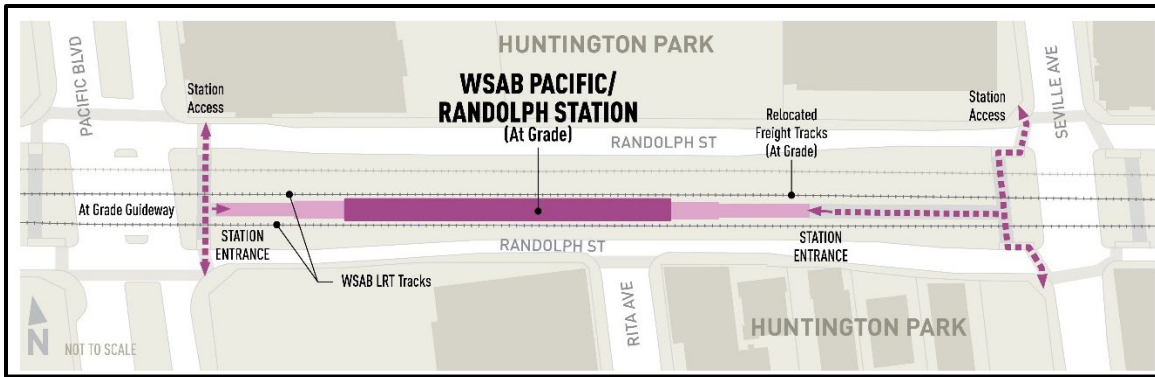 HUNTINGTON PARK
PACIFIC BLVD
Station
Access
WSAB PACIFIC/
RANDOLPH STATION
(At Grade)
Relocated
Freight Tracks
(At Grade)
Station
Access
SEVILLE AVE
RANDOLPH ST
At Grade Guideway
STATION
ENTRANCE
RANDOLPH ST
STATION
ENTRANCE
WSAB LRT Tracks
RITA AVE
HUNTINGTON PARK
N
NOT TO SCALE